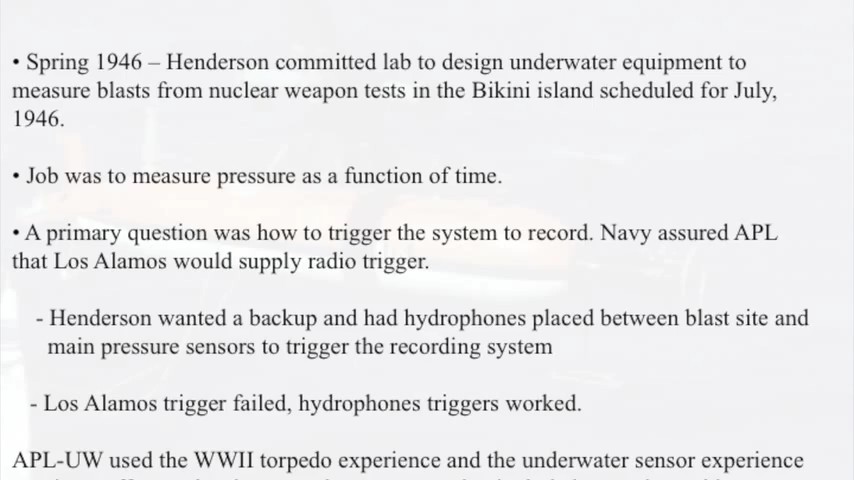 • Spring 1946 – Henderson committed lab to design underwater equipment to
measure blasts from nuclear weapon tests in the Bikini island scheduled for July,
1946.
• Job was to measure pressure as a function of time.
• A primary question was how to trigger the system to record. Navy assured APL
that Los Alamos would supply radio trigger.
- Henderson wanted a backup and had hydrophones placed between blast site and
main pressure sensors to trigger the recording system
- Los Alamos trigger failed, hydrophones triggers worked.
APL-UW used the WWII torpedo experience and the underwater sensor experience